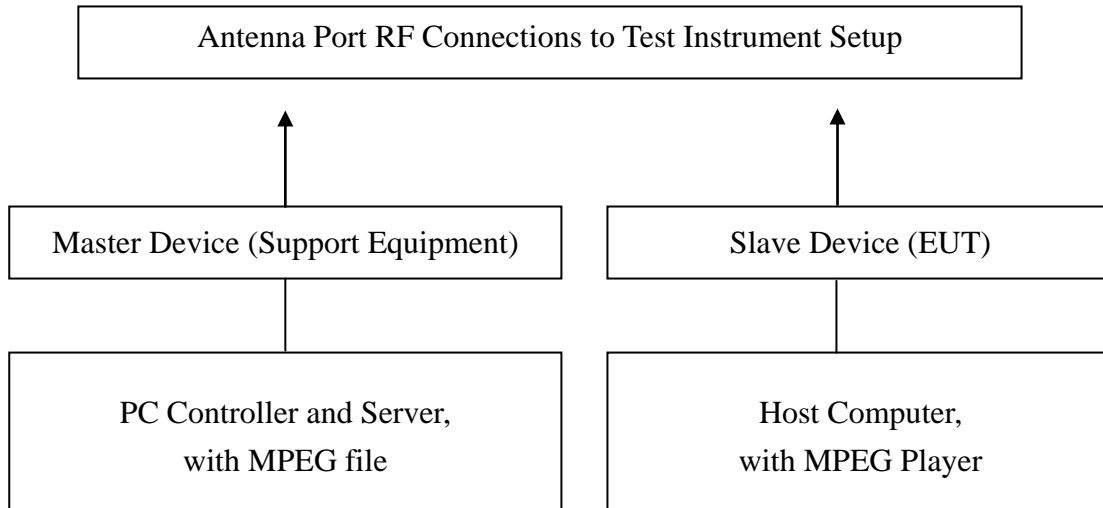 Antenna Port RF Connections to Test Instrument Setup
Master Device (Support Equipment)
Slave Device (EUT)
PC Controller and Server,
with MPEG file
Host Computer,
with MPEG Player